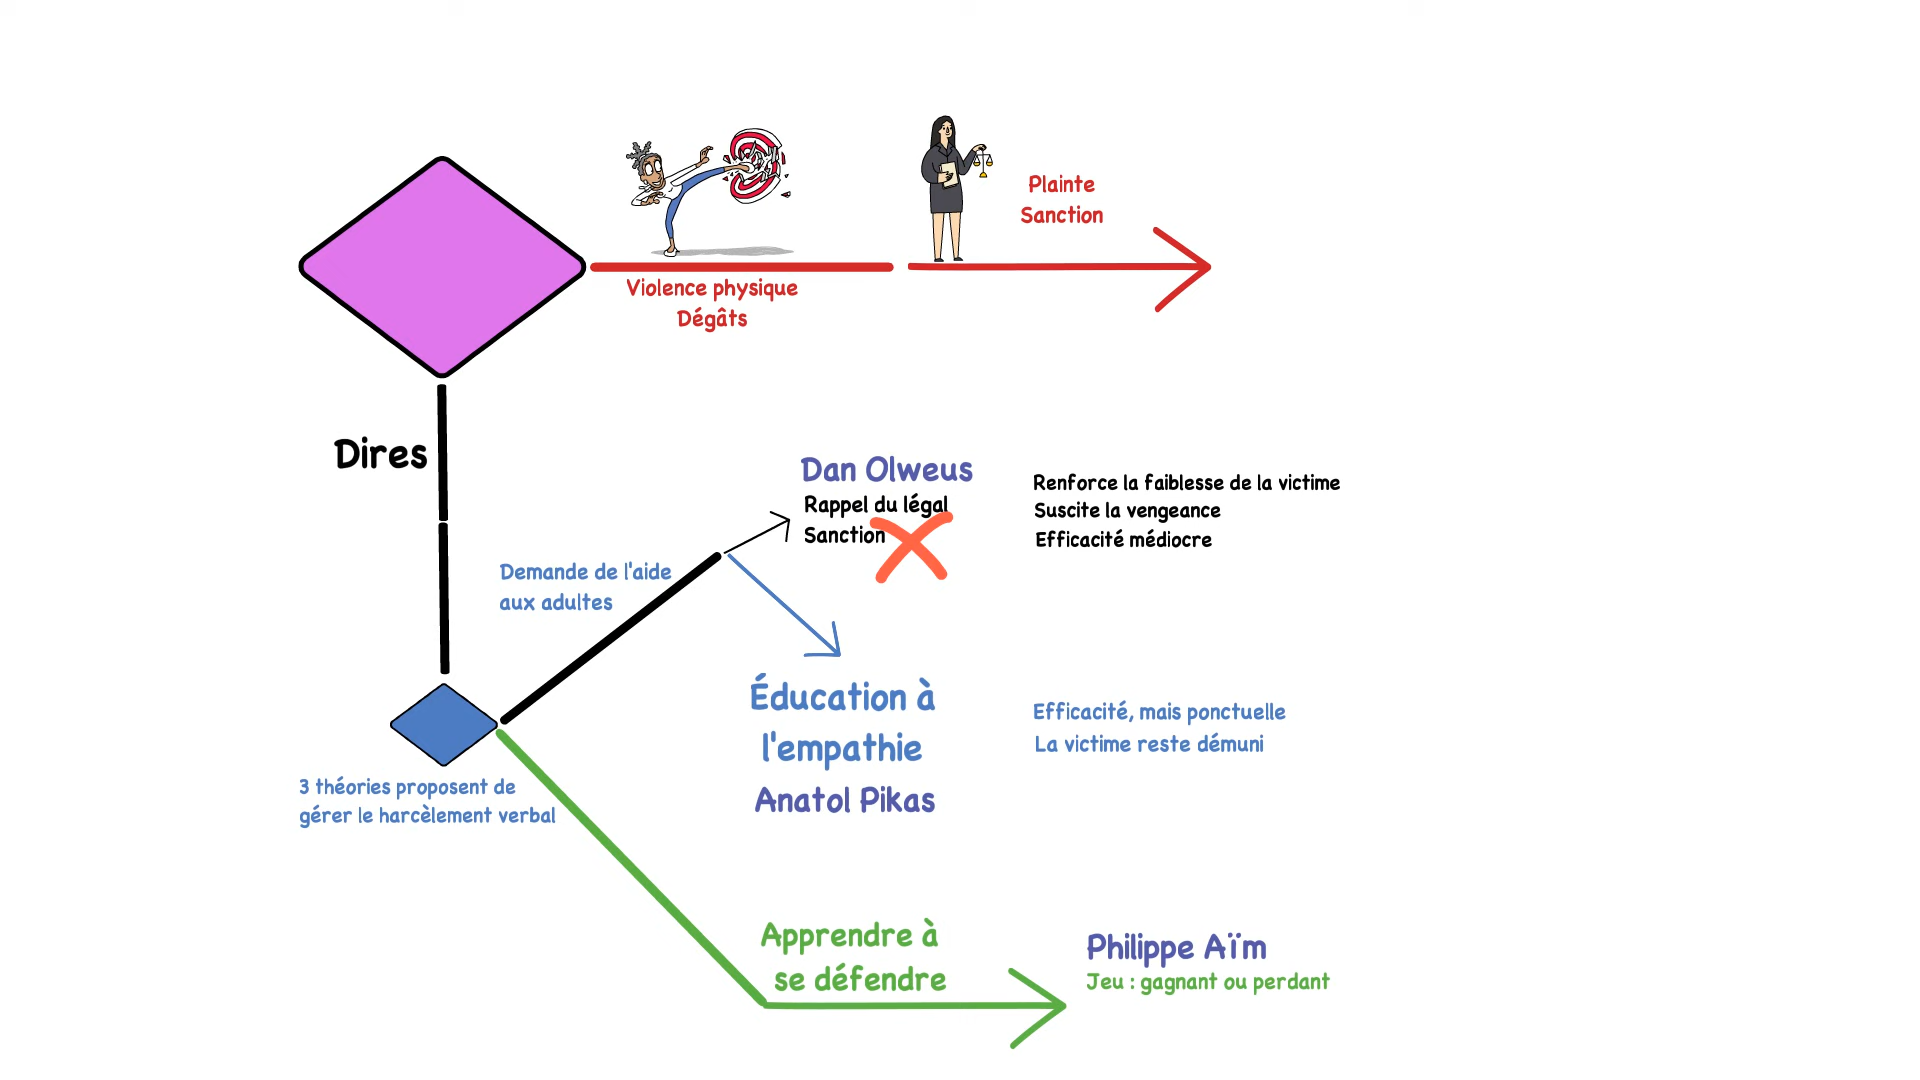 Plainte
Sanction
Violence physique
Dégâts
Dires
Dan Olweus
Rappel du légal
Sanction
Renforce la faiblesse de la victime
Suscite la vengeance
Efficacité médiocre
Demande de l'aide
aux adultes
Éducation à
l'empathie
Anatol Pikas
Efficacité, mais ponctuelle
La victime reste démuni
3 théories proposent de
gérer le harcèlement verbal
Apprendre à
se défendre
Philippe Aïm
Jeu : gagnant ou perdant